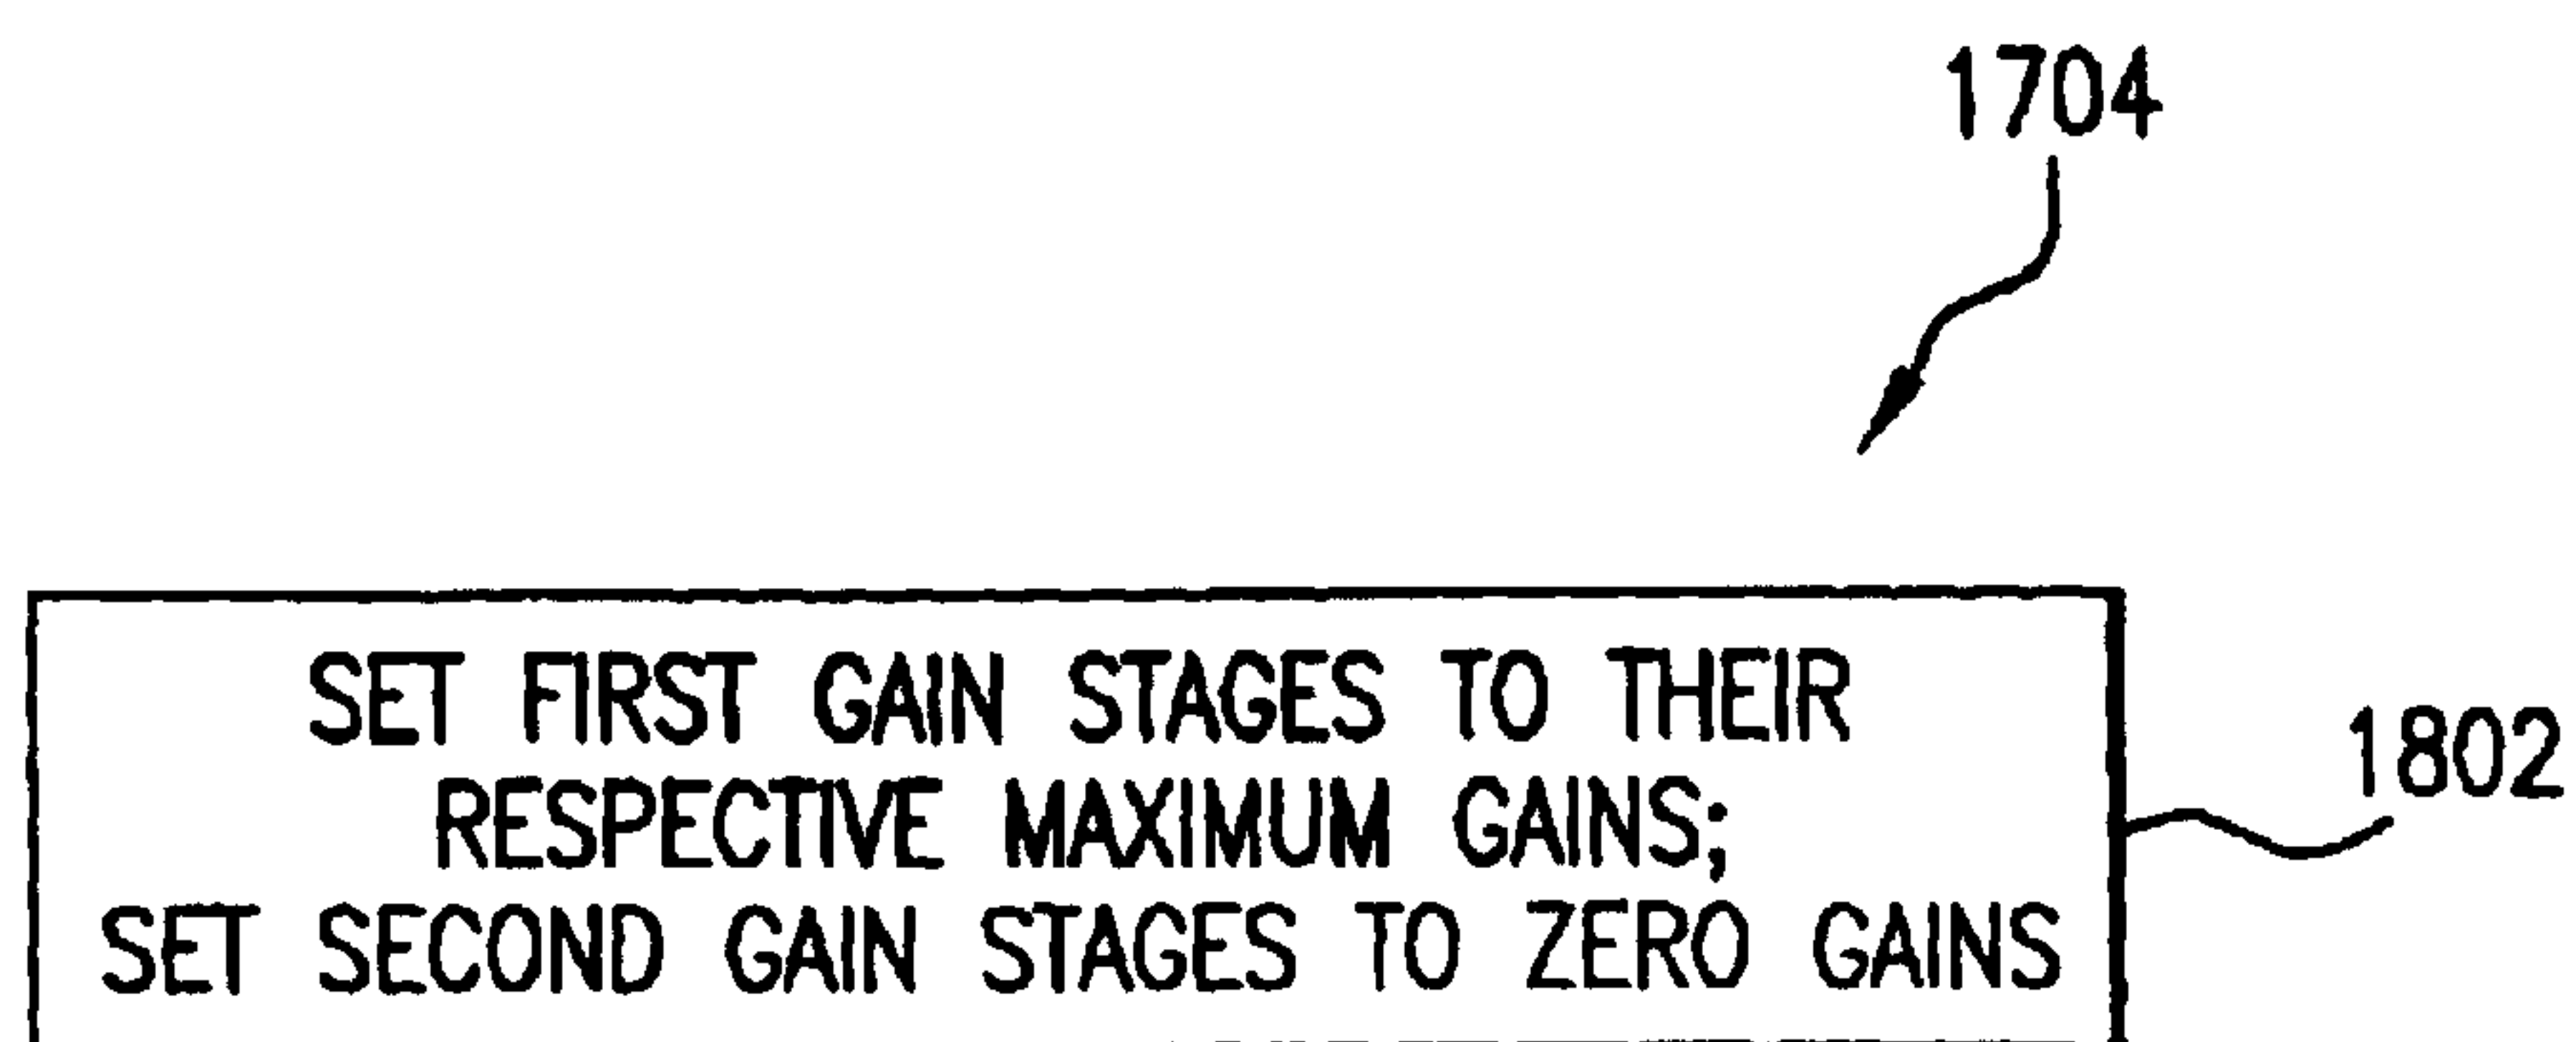 1704
SET FIRST GAIN STAGES TO THEIR
RESPECTIVE MAXIMUM GAINS;
SET SECOND GAIN STAGES TO ZERO GAINS
1802